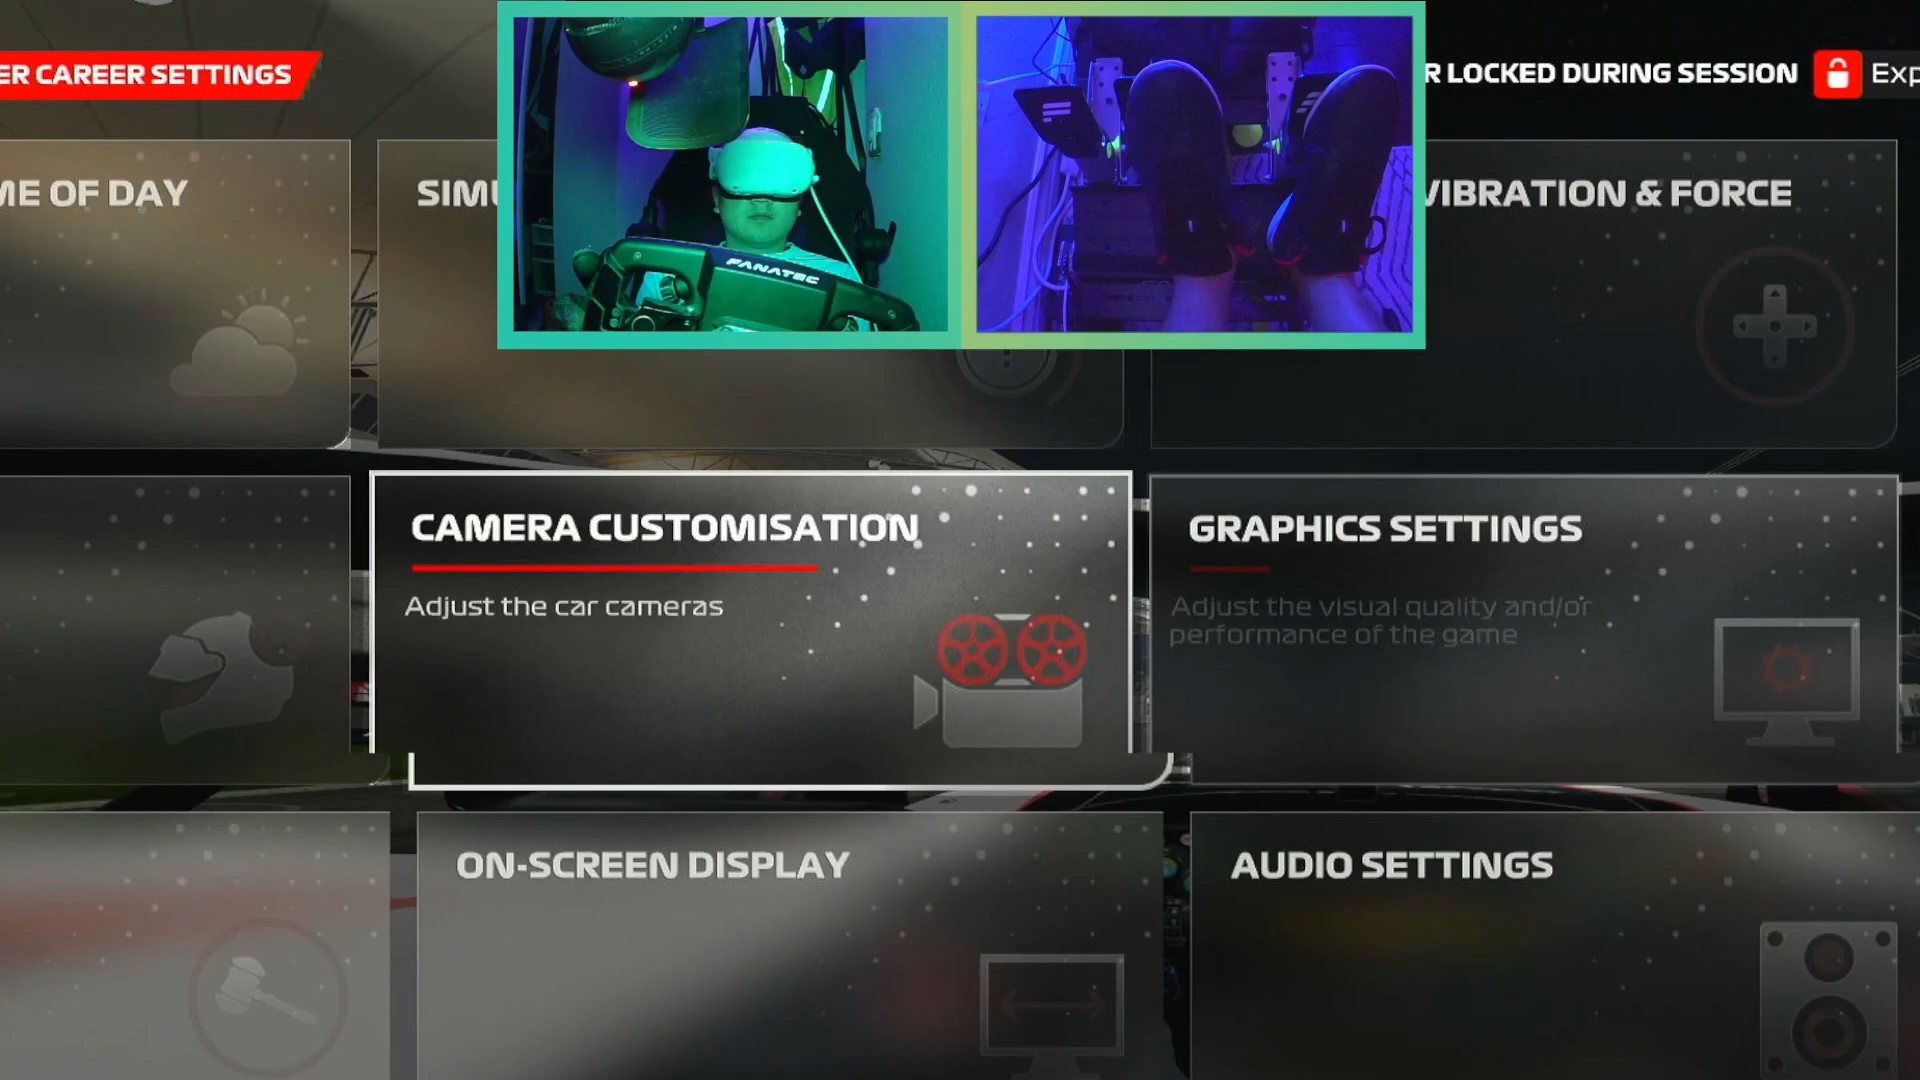 ER CAREER SETTINGS
R LOCKED DURING SESSION
Exp
ME OF DAY
SIMU
VIBRATION & FORCE
FANATEC
CAMERA CUSTOMISATION
Adjust the car cameras
GRAPHICS SETTINGS
Adjust the visual quality and/or
performance of the game
ON-SCREEN DISPLAY
AUDIO SETTINGS